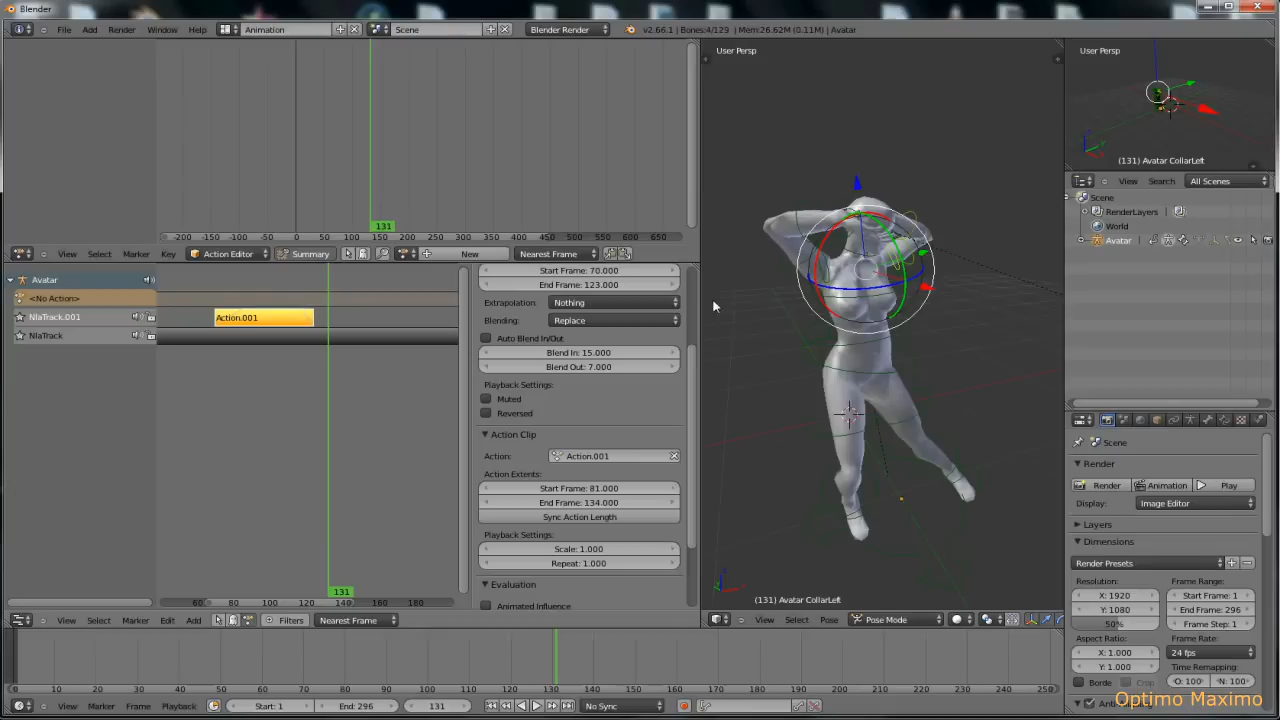 Blender
File Add Render Window Help Animation Scene Blender Render v2.66.1 | Bones:4/129 | Mem:26.62M (0.11M) | Avatar
User Persp
User Persp
(131) Avatar CollarLeft
View Search All Scenes
Scene
RenderLayers
World
Avatar
131
-200 -150 -100 -50 0 50 100 150 200 250 300 350 400 450 500 550 600 650
View Select Marker Key Action Editor Summary New Nearest Frame
Avatar
<No Action>
NlaTrack.001
Action.001
NlaTrack
Start Frame: 70.000
End Frame: 123.000
Extrapolation: Nothing
Blending: Replace
Auto Blend In/Out
Blend In: 15.000
Blend Out: 7.000
Playback Settings:
Muted
Reversed
Action Clip
Action: Action.001
Action Extents:
Start Frame: 81.000
End Frame: 134.000
Sync Action Length
Playback Settings:
Scale: 1.000
Repeat: 1.000
Evaluation
Animated Influence
131
60 80 100 120 140 160 180
View Select Marker Edit Add Filters Nearest Frame
(131) Avatar CollarLeft
View Select Pose Pose Mode
Scene
Render
Render Animation Play
Display: Image Editor
Layers
Dimensions
Render Presets
Resolution: Frame Range:
X: 1920 Start Frame: 1
Y: 1080 End Frame: 296
50% Frame Step: 1
Aspect Ratio: Frame Rate:
X: 1.000 24 fps
Y: 1.000 Time Remapping:
Borde Crop O: 100 N: 100
0 10 20 30 40 50 60 70 80 90 100 110 120 130 140 150 160 170 180 190 200 210 220 230 240 250
View Marker Frame Playback Start: 1 End: 296 131 No Sync
Optimo Maximo